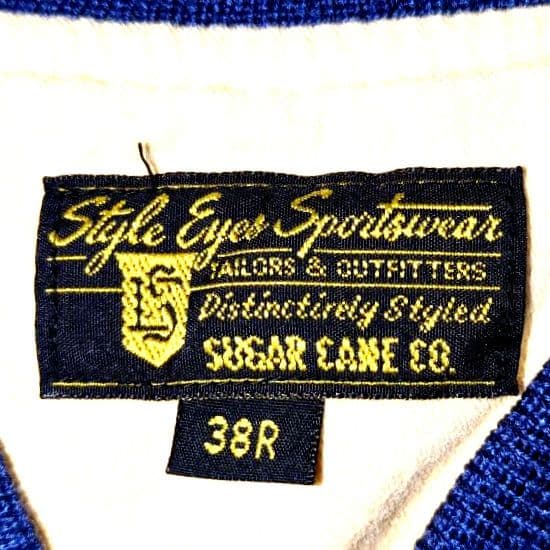 Style Eyes Sportswear
TAILORS & OUTFITTERS
Distinctively Styled
SUGAR CANE CO.
38R